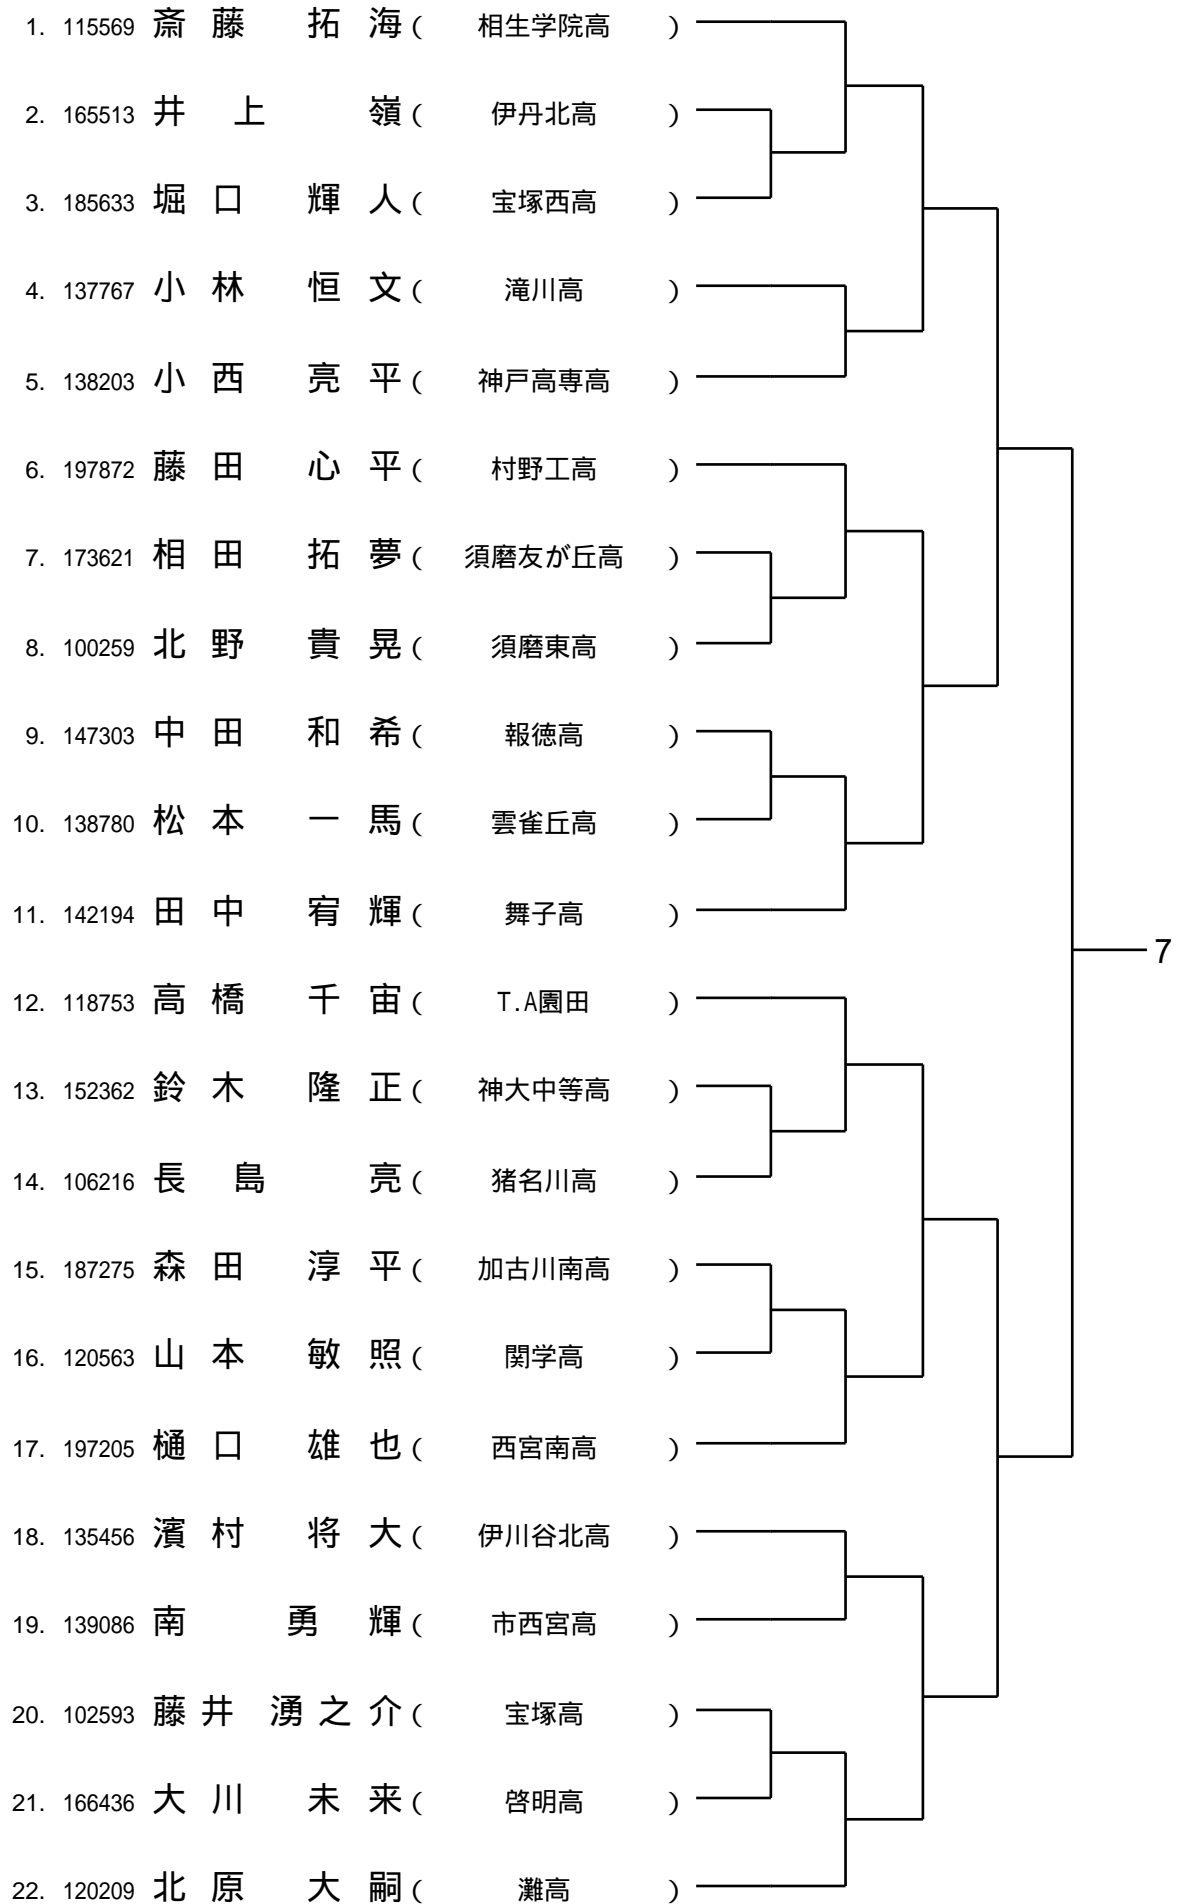 1. 115569 斎藤 拓海 ( 相生学院高 )
2. 165513 井上 嶺 ( 伊丹北高 )
3. 185633 堀口 輝人 ( 宝塚西高 )
4. 137767 小林 恒文 ( 滝川高 )
5. 138203 小西 亮平 ( 神戸高専高 )
6. 197872 藤田 心平 ( 村野工高 )
7. 173621 相田 拓夢 ( 須磨友が丘高 )
8. 100259 北野 貴晃 ( 須磨東高 )
9. 147303 中田 和希 ( 報徳高 )
10. 138780 松本 一馬 ( 雲雀丘高 )
11. 142194 田中 宥輝 ( 舞子高 )
7
12. 118753 高橋 千宙 ( T.A園田 )
13. 152362 鈴木 隆正 ( 神大中等高 )
14. 106216 長島 亮 ( 猪名川高 )
15. 187275 森田 淳平 ( 加古川南高 )
16. 120563 山本 敏照 ( 関学高 )
17. 197205 樋口 雄也 ( 西宮南高 )
18. 135456 濱村 将大 ( 伊川谷北高 )
19. 139086 南 勇輝 ( 市西宮高 )
20. 102593 藤井 湧之介 ( 宝塚高 )
21. 166436 大川 未来 ( 啓明高 )
22. 120209 北原 大嗣 ( 灘高 )